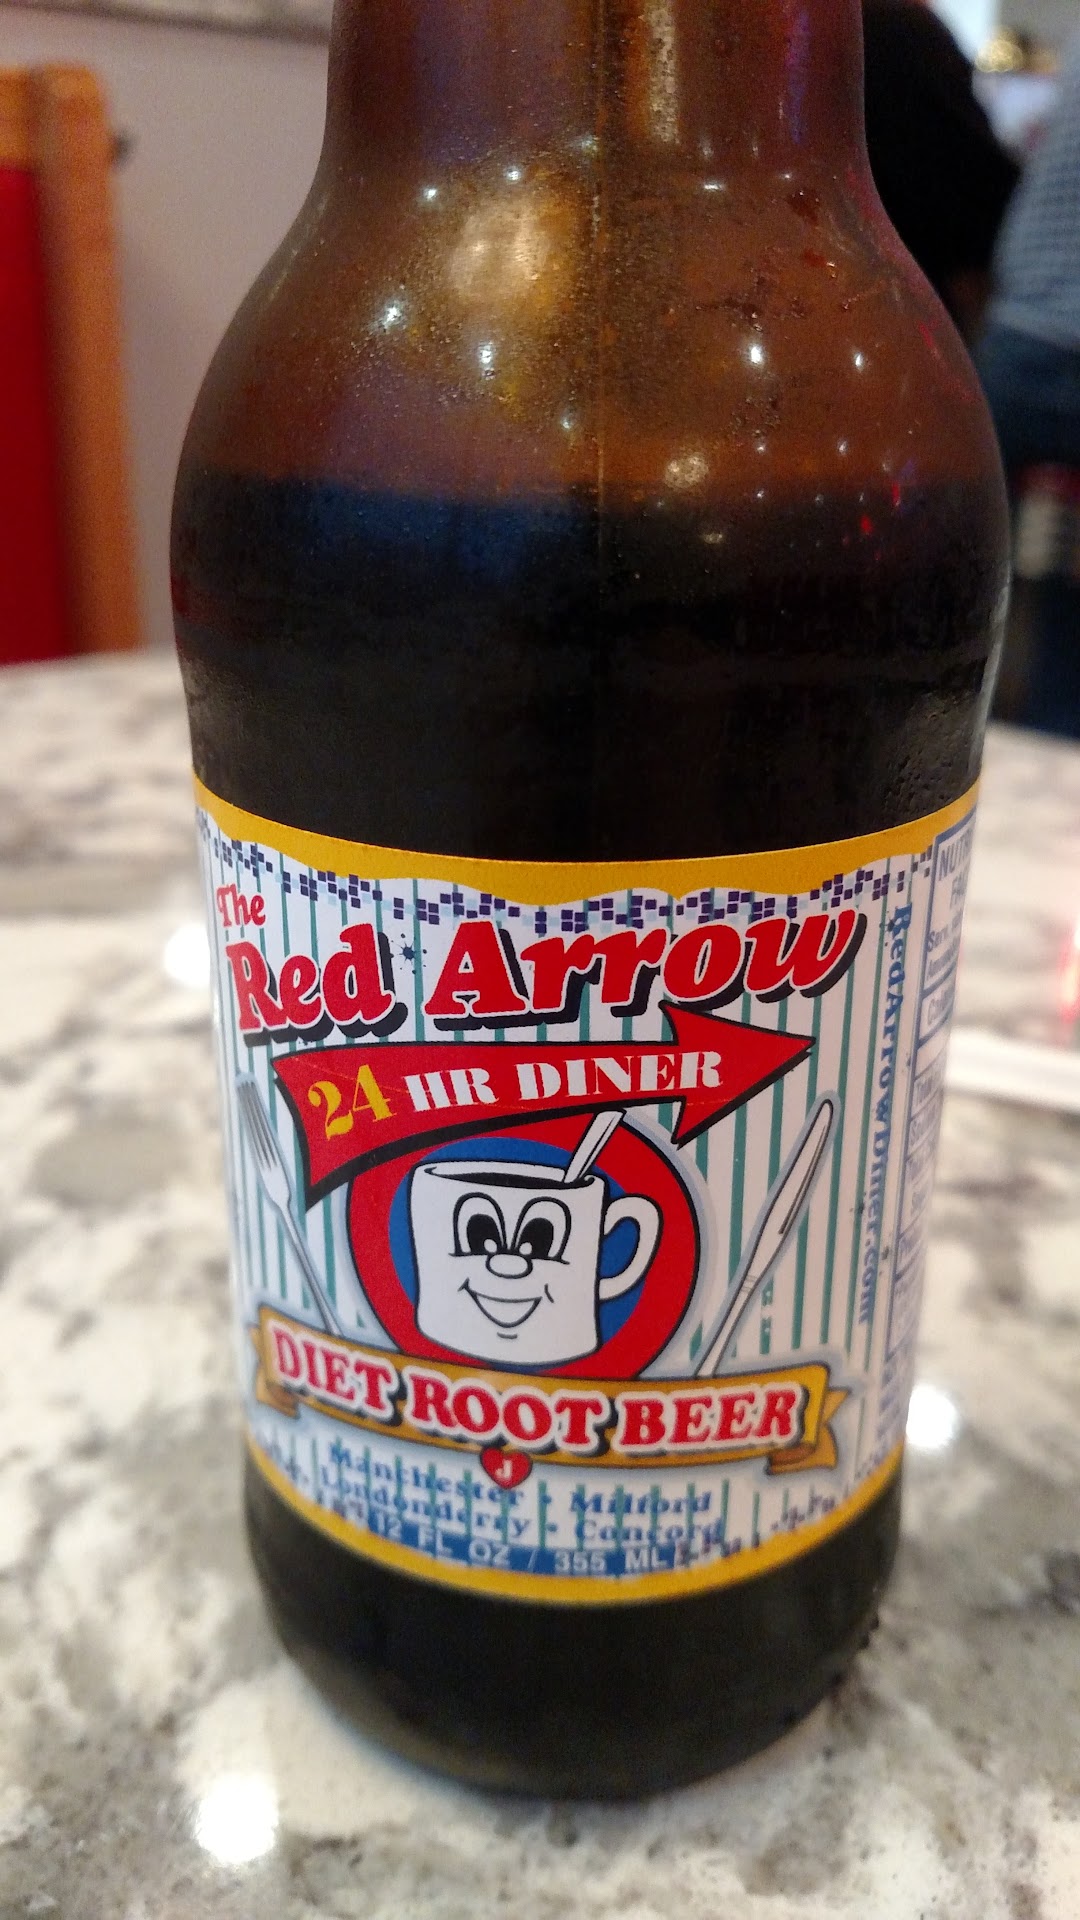 The
Red Arrow
24 HR DINER
DIET ROOT BEER
J
Manchester • Milford
Londonderry • Concord
12 FL OZ / 355 ML
RedArrowDiner.com